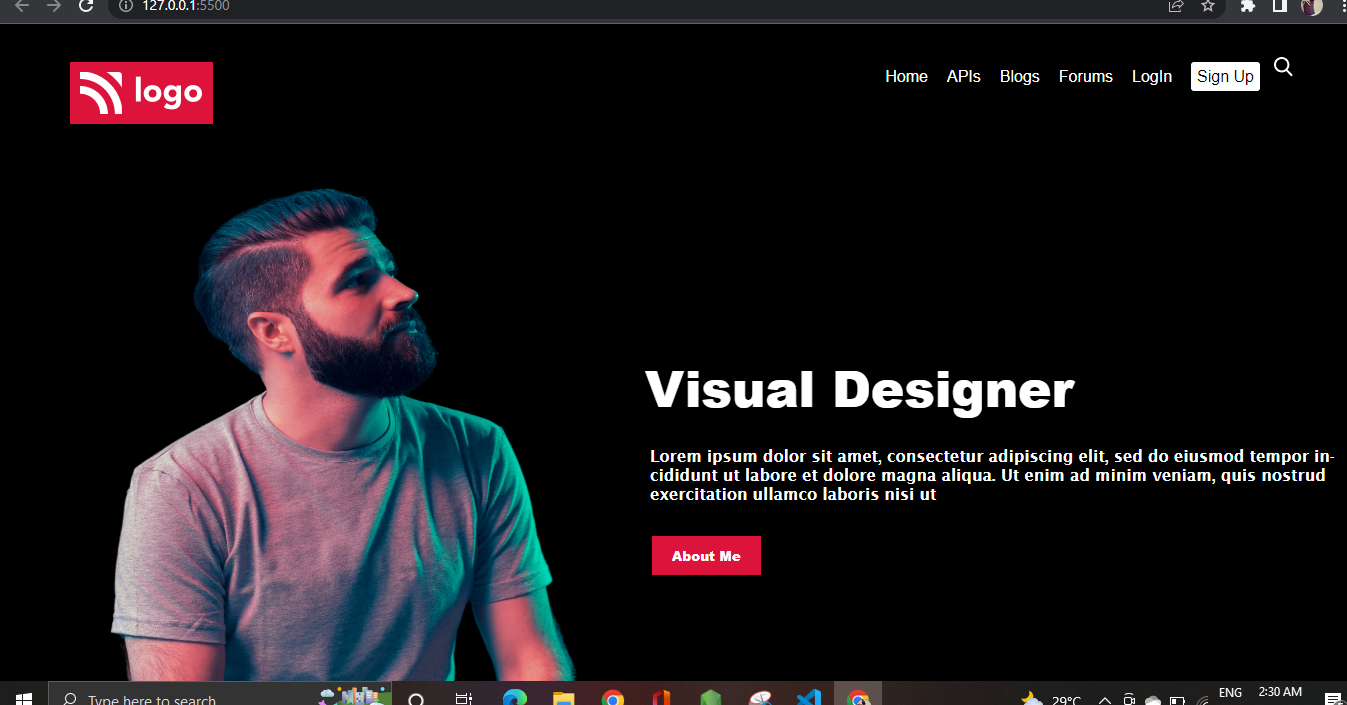 127.0.0.1:5500
logo
Home APIs Blogs Forums LogIn Sign Up
Visual Designer
Lorem ipsum dolor sit amet, consectetur adipiscing elit, sed do eiusmod tempor in-
cididunt ut labore et dolore magna aliqua. Ut enim ad minim veniam, quis nostrud
exercitation ullamco laboris nisi ut
About Me
Type here to search
29°C
ENG
2:30 AM